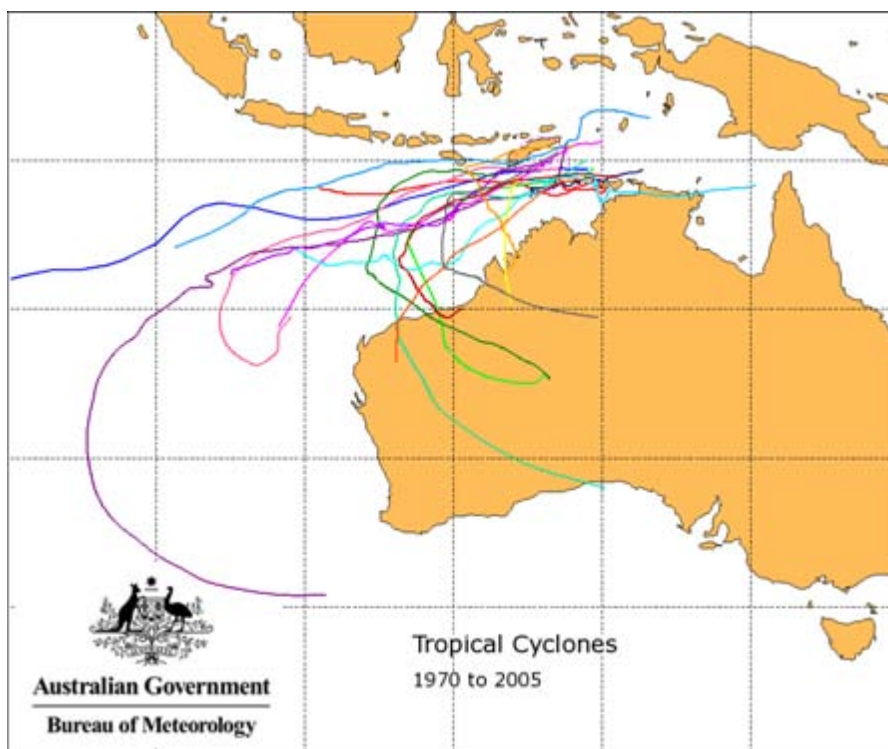 Tropical Cyclones
1970 to 2005
Australian Government
Bureau of Meteorology